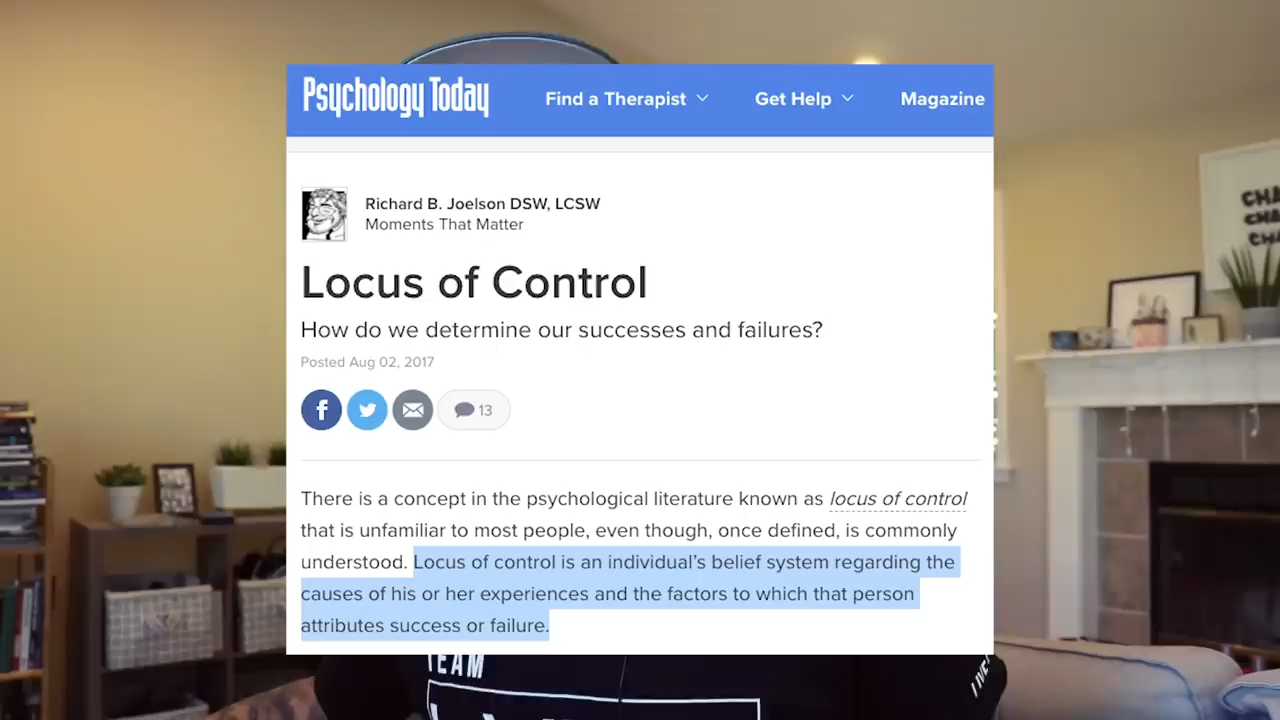 Psychology Today
Find a Therapist
Get Help
Magazine
Richard B. Joelson DSW, LCSW
Moments That Matter
Locus of Control
How do we determine our successes and failures?
Posted Aug 02, 2017
13
There is a concept in the psychological literature known as locus of control
that is unfamiliar to most people, even though, once defined, is commonly
understood. Locus of control is an individual's belief system regarding the
causes of his or her experiences and the factors to which that person
attributes success or failure.
TEAM